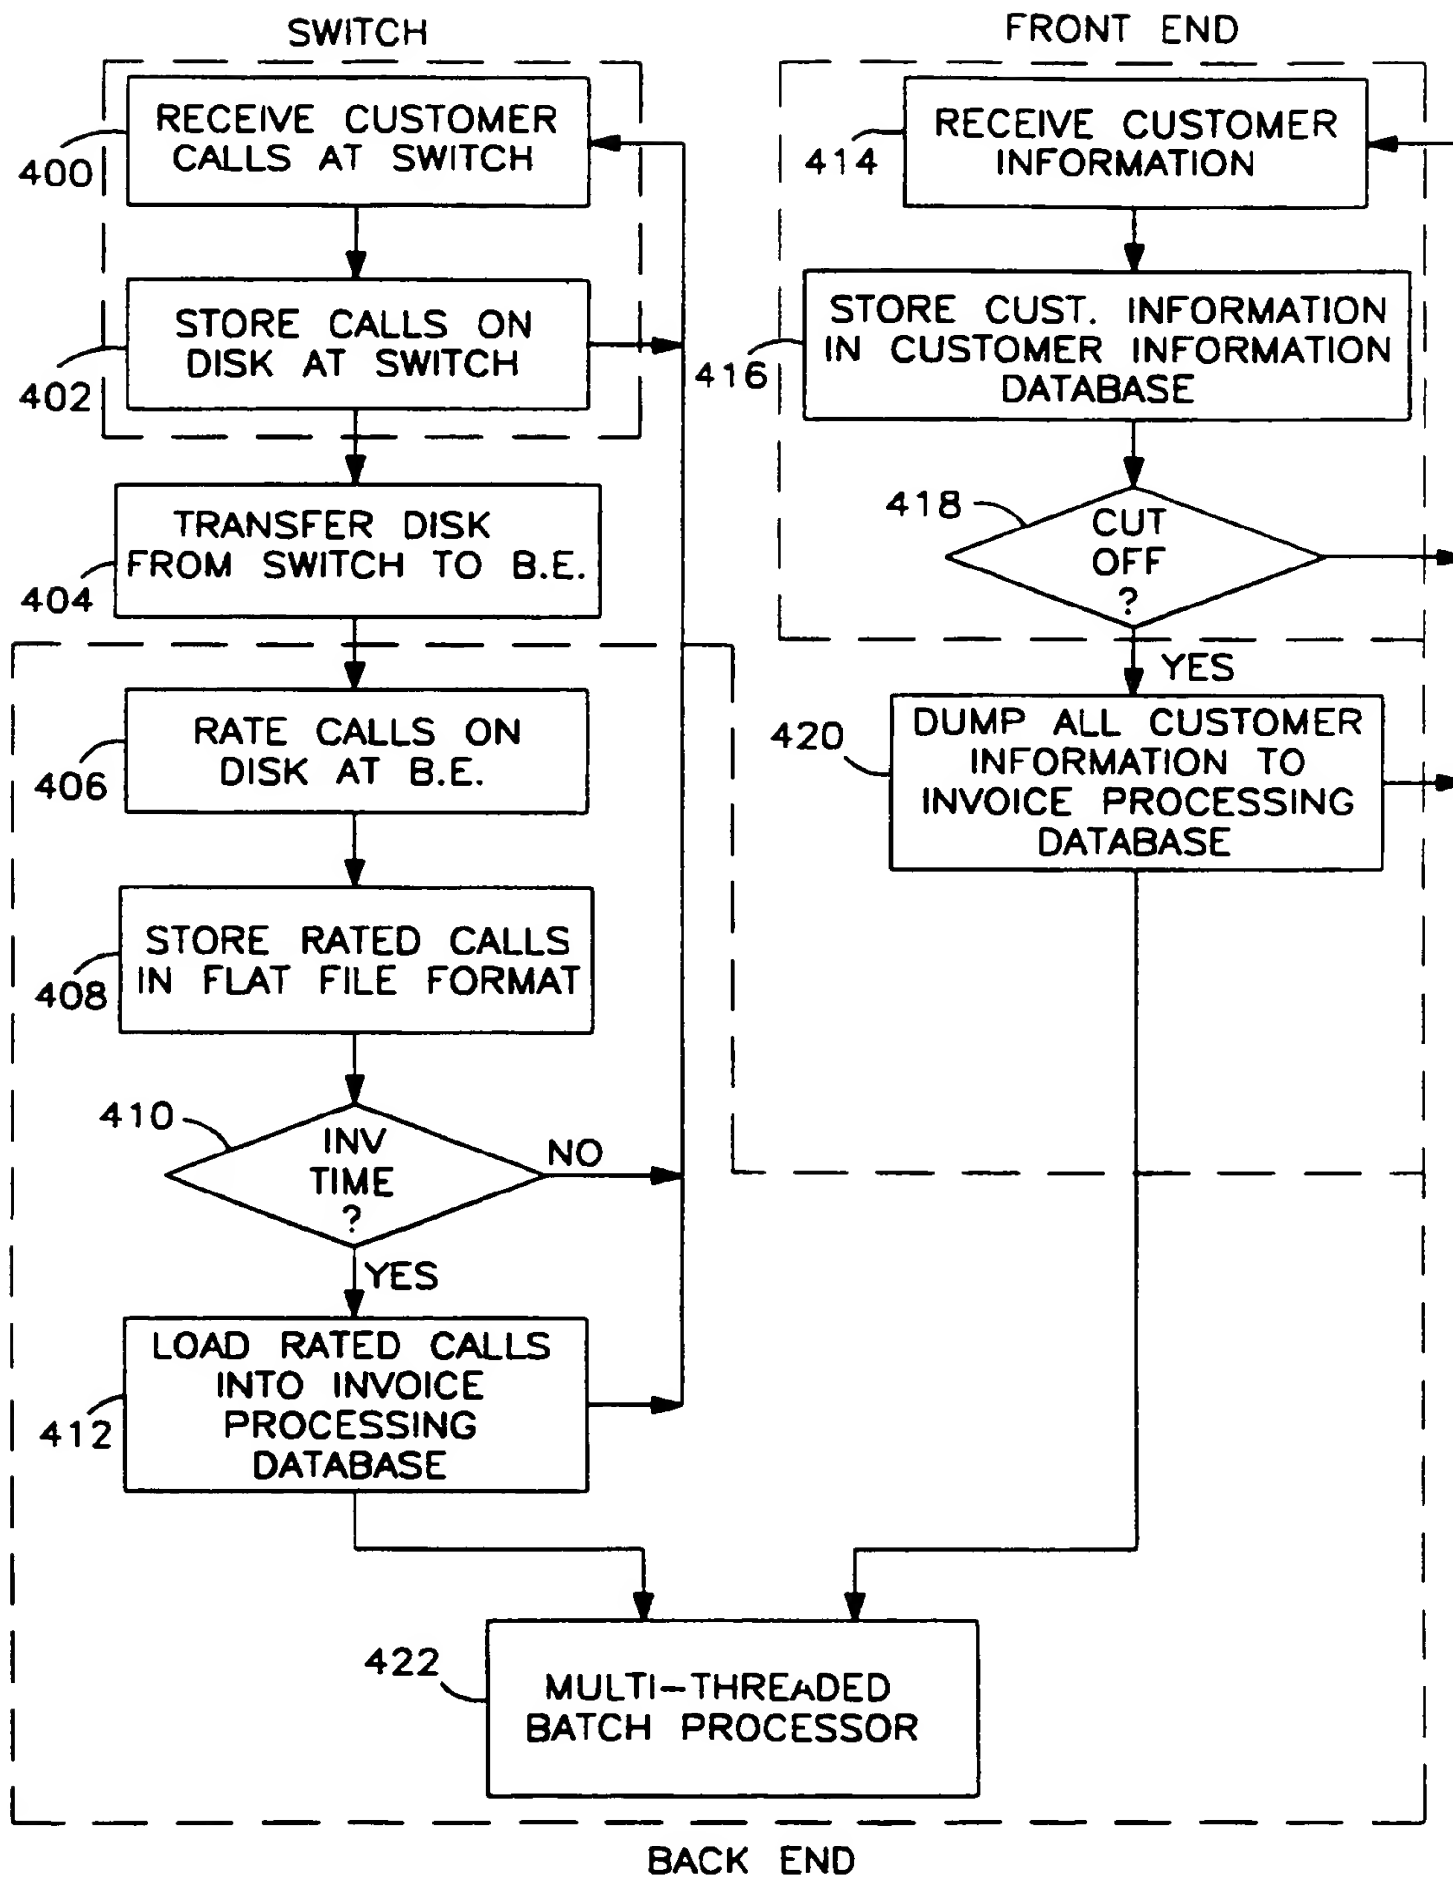 SWITCH
RECEIVE CUSTOMER
CALLS AT SWITCH
400
STORE CALLS ON
DISK AT SWITCH
402
TRANSFER DISK
FROM SWITCH TO B.E.
404
RATE CALLS ON
DISK AT B.E.
406
STORE RATED CALLS
IN FLAT FILE FORMAT
408
410
INV
TIME
?
NO
YES
LOAD RATED CALLS
INTO INVOICE
PROCESSING
DATABASE
412
FRONT END
RECEIVE CUSTOMER
INFORMATION
414
STORE CUST. INFORMATION
IN CUSTOMER INFORMATION
DATABASE
416
418
CUT
OFF
?
YES
DUMP ALL CUSTOMER
INFORMATION TO
INVOICE PROCESSING
DATABASE
420
422
MULTI-THREADED
BATCH PROCESSOR
BACK END